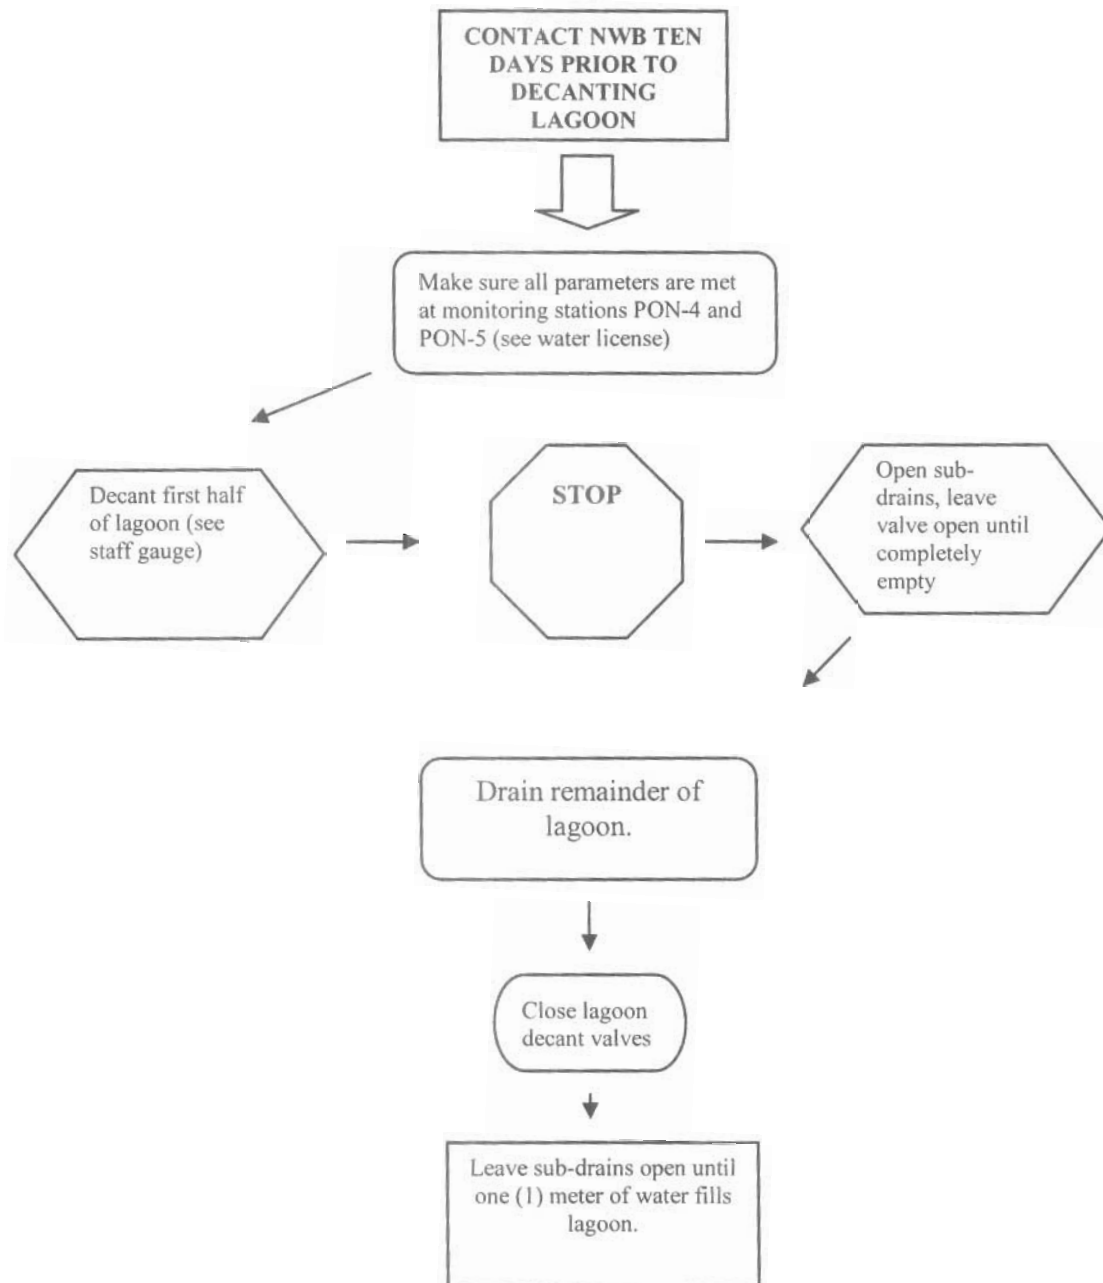 CONTACT NWB TEN
DAYS PRIOR TO
DECANTING
LAGOON
Make sure all parameters are met
at monitoring stations PON-4 and
PON-5 (see water license)
Decant first half
of lagoon (see
staff gauge)
STOP
Open sub-
drains, leave
valve open until
completely
empty
Drain remainder of
lagoon.
Close lagoon
decant valves
Leave sub-drains open until
one (1) meter of water fills
lagoon.